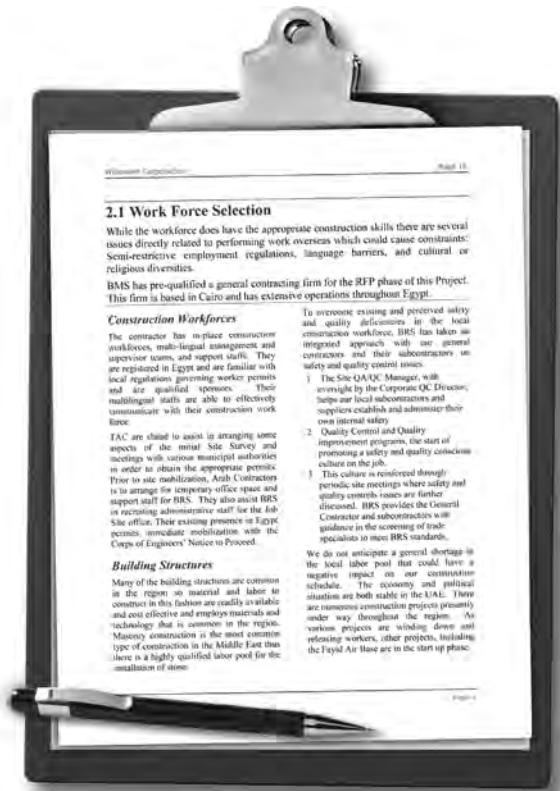 Page 15
2.1 Work Force Selection
While the workforce does have the appropriate construction skills there are several
issues directly related to performing work overseas which could cause constraints:
Semi-restrictive employment regulations, language barriers, and cultural or
religious diversities.
BMS has pre-qualified a general contracting firm for the RFP phase of this Project.
This firm is based in Cairo and has extensive operations throughout Egypt.
Construction Workforces
The contractor has in-place construction
workforces, multi-lingual management and
supervisor teams, and support staffs. They
are registered in Egypt and are familiar with
local regulations governing worker permits
and are qualified sponsors. Their
multilingual staffs are able to effectively
communicate with their construction work
force.
TAC are slated to assist in arranging some
aspects of the initial Site Survey and
meetings with various municipal authorities
in order to obtain the appropriate permits.
Prior to site mobilization, Arab Contractors
is to arrange for temporary office space and
support staff for BRS. They also assist BRS
in recruiting administrative staff for the Job
Site office. Their existing presence in Egypt
permits immediate mobilization with the
Corps of Engineers' Notice to Proceed.
Building Structures
Many of the building structures are common
in the region so material and labor to
construct in this fashion are readily available
and cost effective and employs materials and
technology that is common in the region.
Masonry construction is the most common
type of construction in the Middle East thus
there is a highly qualified labor pool for the
installation of stone.
To overcome existing and perceived safety
and quality deficiencies in the local
construction workforce, BRS has taken an
integrated approach with our general
contractors and their subcontractors on
safety and quality control issues.
1 The Site QA/QC Manager, with
oversight by the Corporate QC Director,
helps our local subcontractors and
suppliers establish and administer their
own internal safety
2 Quality Control and Quality
improvement programs, the start of
promoting a safety and quality conscious
culture on the job.
3 This culture is reinforced through
periodic site meetings where safety and
quality controls issues are further
discussed. BRS provides the General
Contractor and subcontractors with
guidance in the screening of trade
specialists to meet BRS standards.
We do not anticipate a general shortage in
the local labor pool that could have a
negative impact on our construction
schedule. The economy and political
situation are both stable in the UAE. There
are numerous construction projects presently
under way throughout the region. As
various projects are winding down and
releasing workers, other projects, including
the Fayid Air Base are in the start up phase.